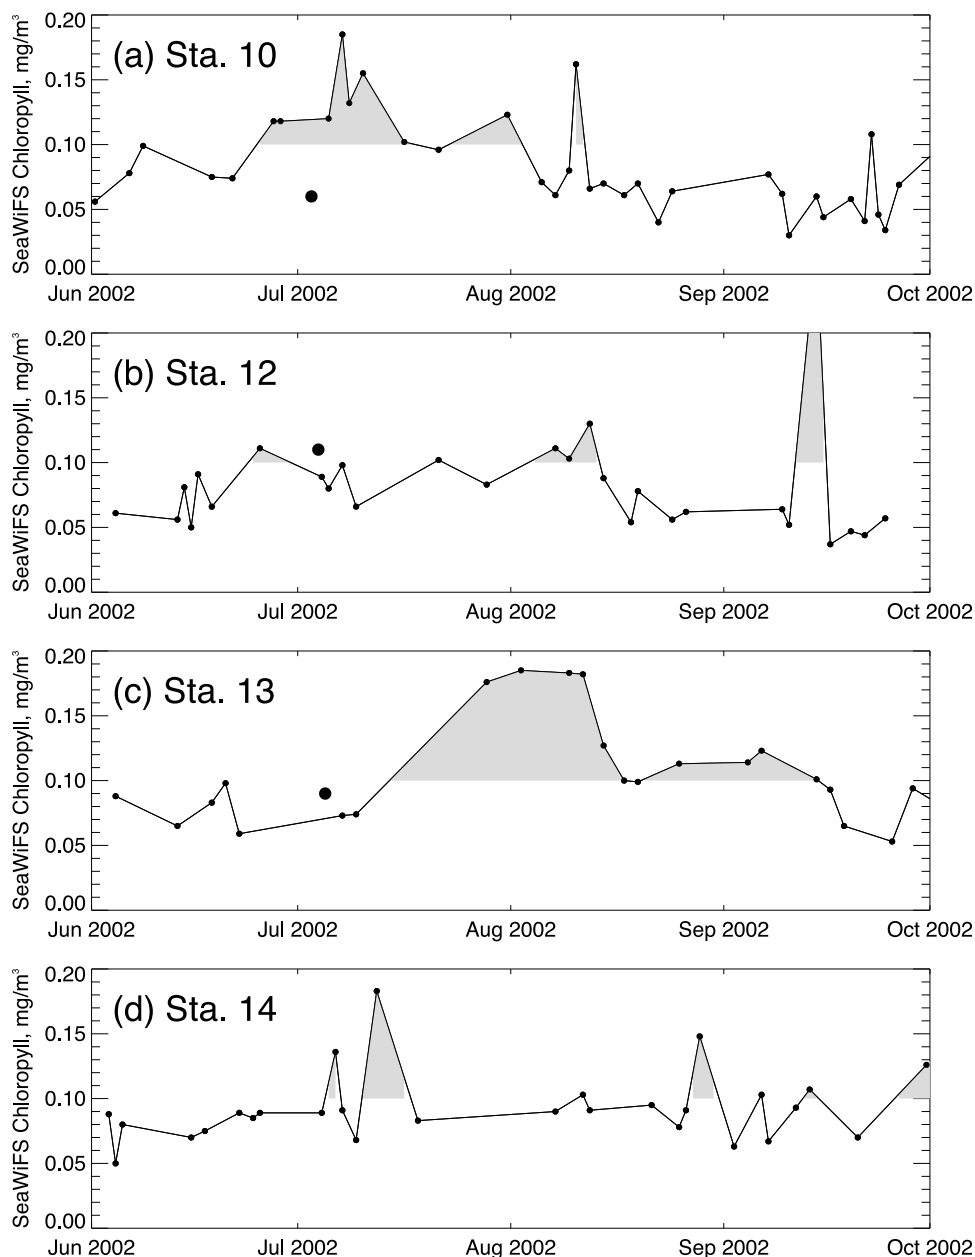 (a) Sta. 10
SeaWiFS Chloropyll, mg/m³
0.20
0.15
0.10
0.05
0.00
Jun 2002 Jul 2002 Aug 2002 Sep 2002 Oct 2002
(b) Sta. 12
SeaWiFS Chloropyll, mg/m³
0.20
0.15
0.10
0.05
0.00
Jun 2002 Jul 2002 Aug 2002 Sep 2002 Oct 2002
(c) Sta. 13
SeaWiFS Chloropyll, mg/m³
0.20
0.15
0.10
0.05
0.00
Jun 2002 Jul 2002 Aug 2002 Sep 2002 Oct 2002
(d) Sta. 14
SeaWiFS Chloropyll, mg/m³
0.20
0.15
0.10
0.05
0.00
Jun 2002 Jul 2002 Aug 2002 Sep 2002 Oct 2002